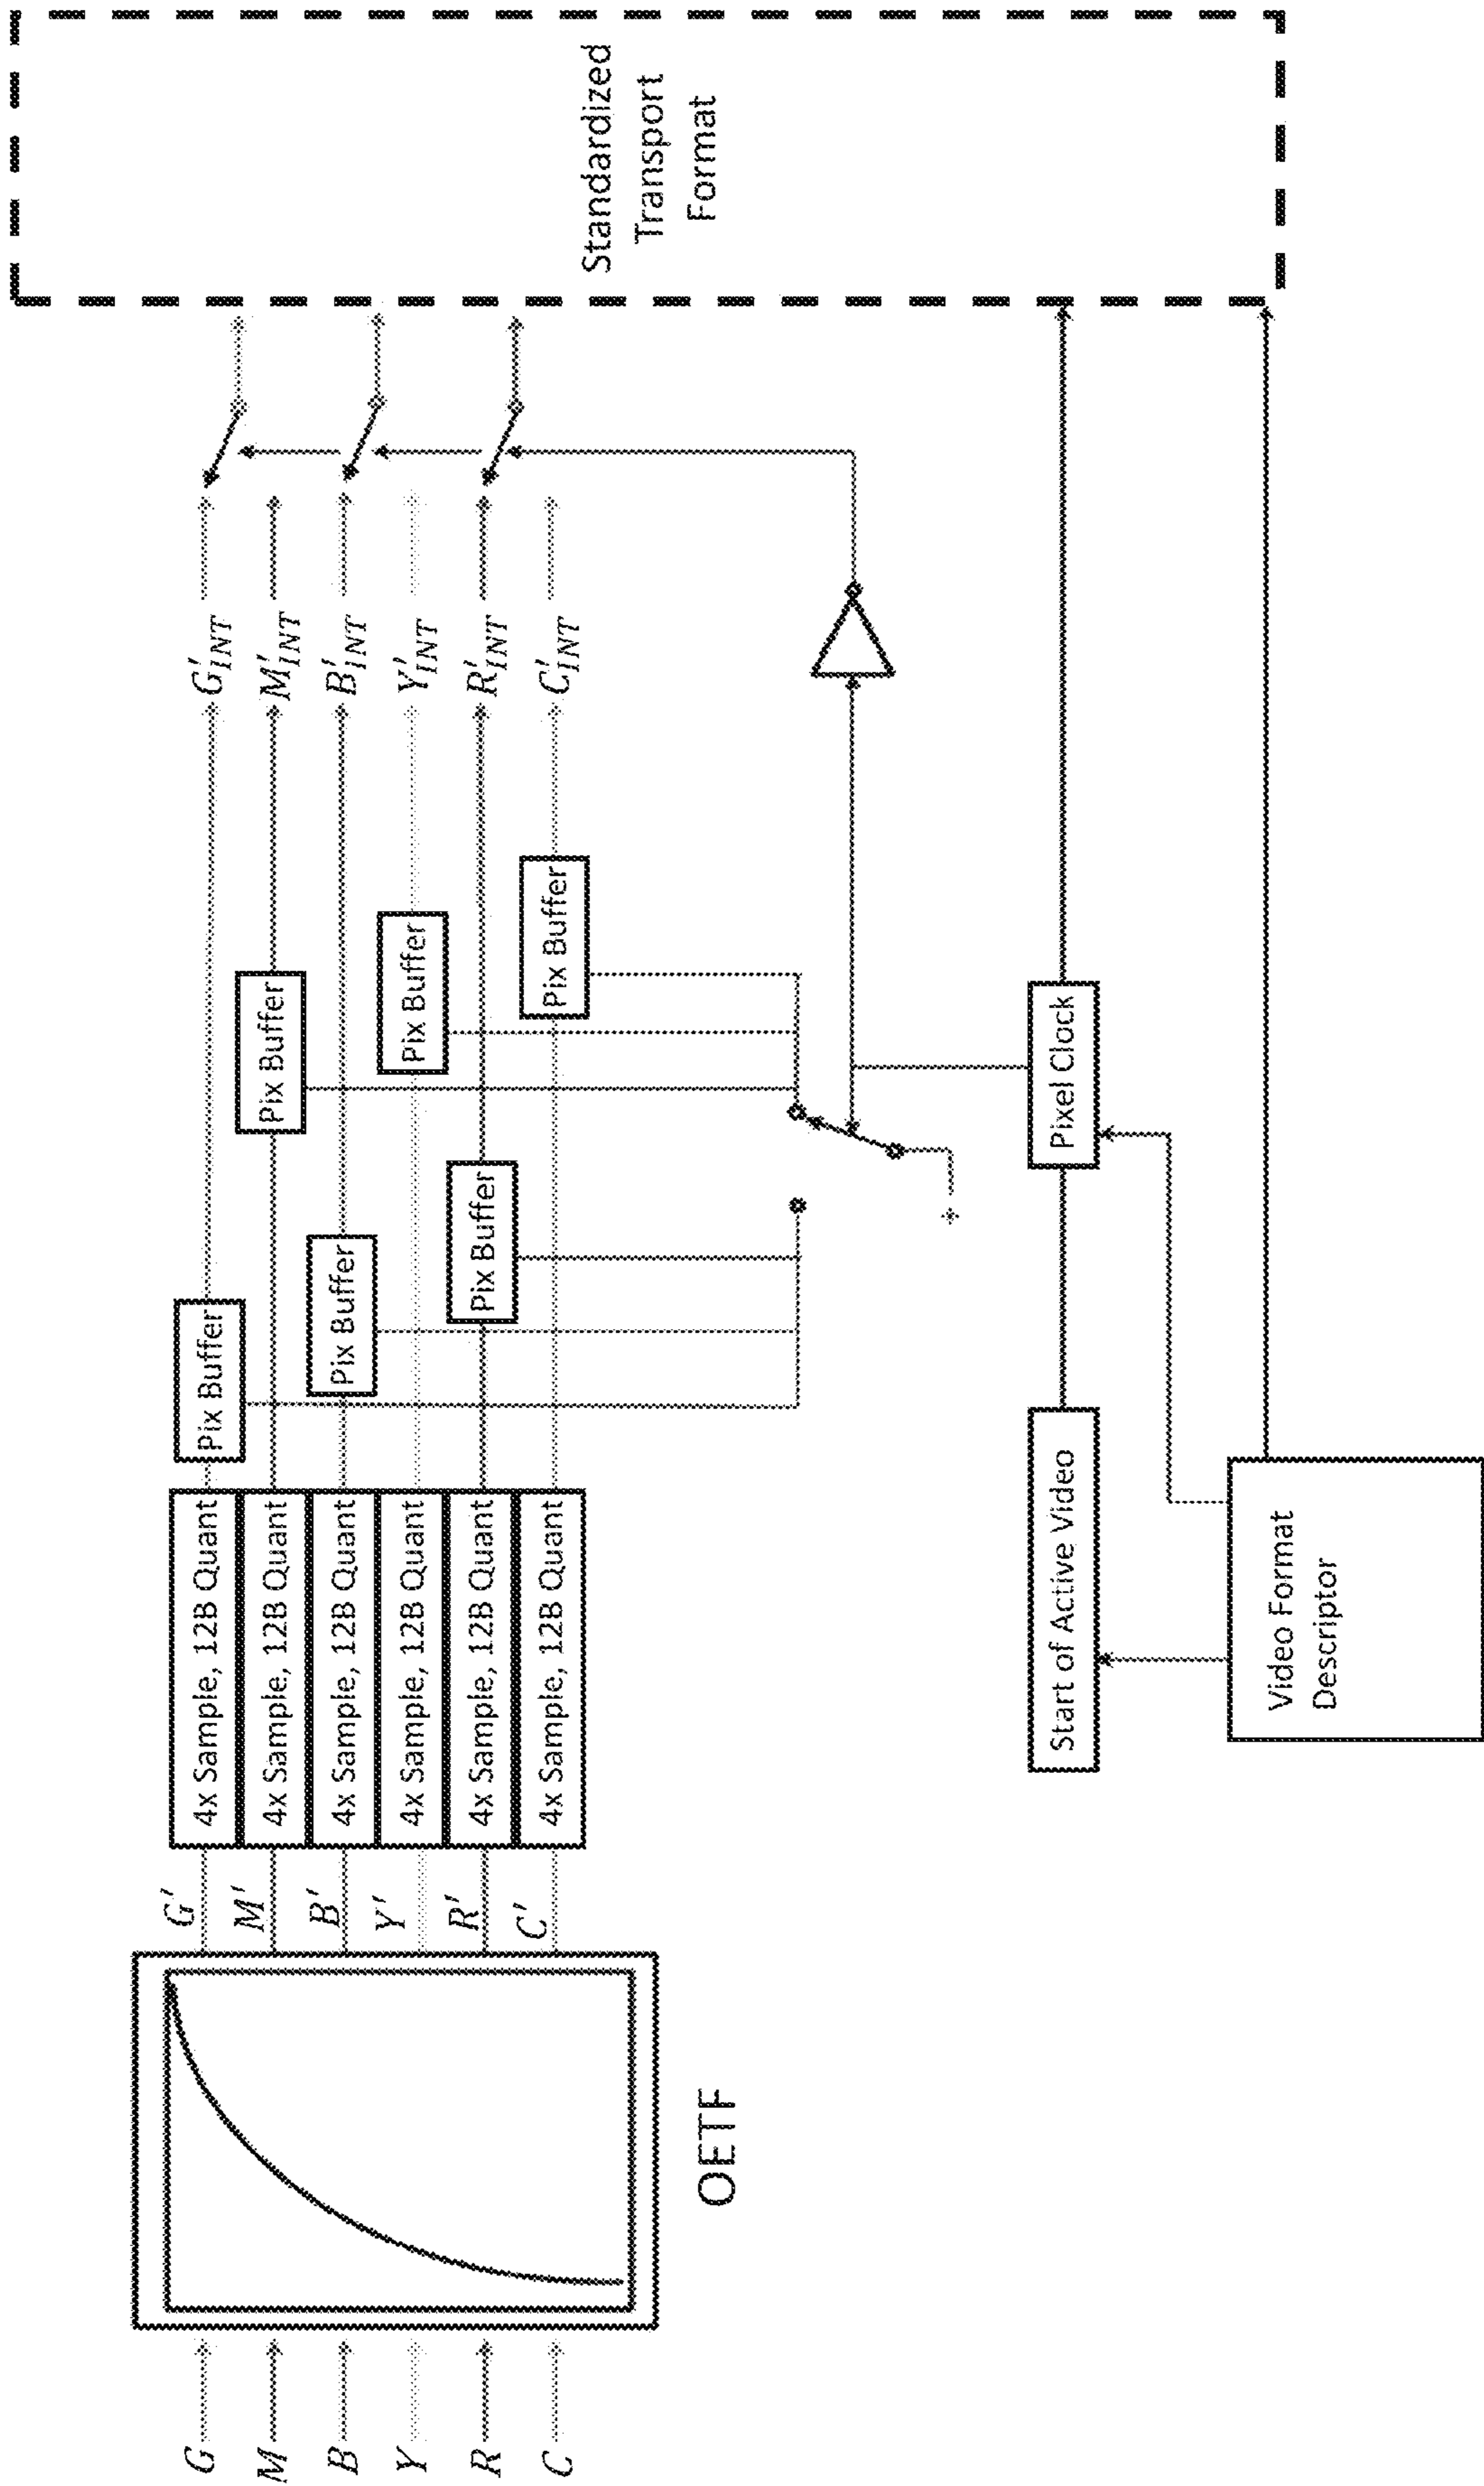 G
M
B
Y
R
C
OETF
G'
M'
B'
Y'
R'
C'
4x Sample, 12B Quant
4x Sample, 12B Quant
4x Sample, 12B Quant
4x Sample, 12B Quant
4x Sample, 12B Quant
4x Sample, 12B Quant
Pix Buffer
Pix Buffer
Pix Buffer
Pix Buffer
Pix Buffer
Pix Buffer
G'INT
M'INT
B'INT
Y'INT
R'INT
C'INT
Standardized
Transport
Format
Start of Active Video
Pixel Clock
Video Format
Descriptor
+